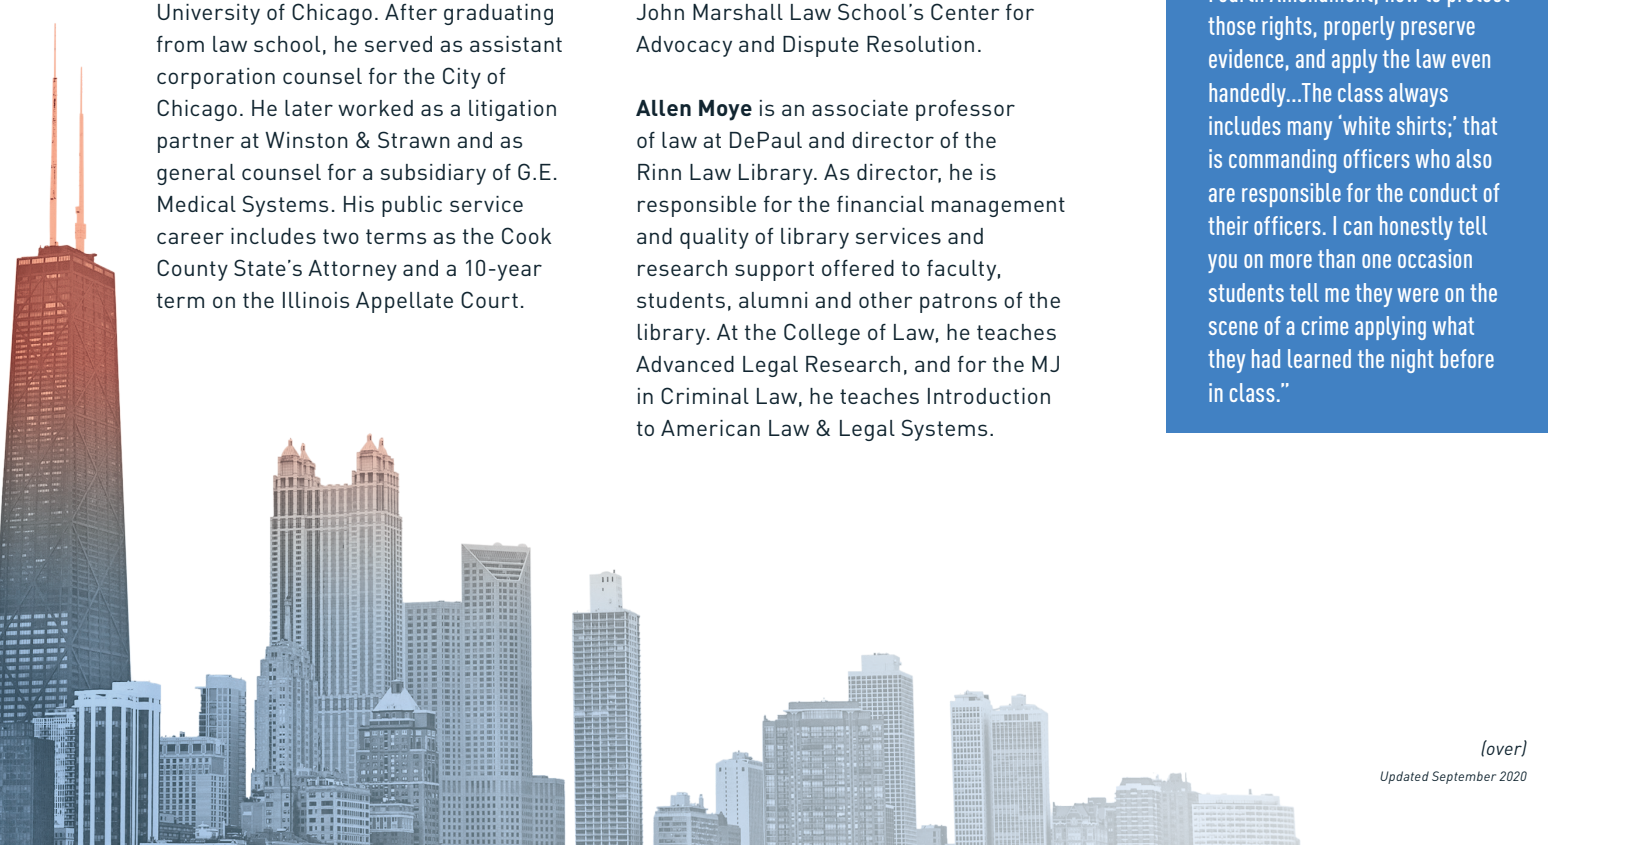 University of Chicago. After graduating
from law school, he served as assistant
corporation counsel for the City of
Chicago. He later worked as a litigation
partner at Winston & Strawn and as
general counsel for a subsidiary of G.E.
Medical Systems. His public service
career includes two terms as the Cook
County State’s Attorney and a 10-year
term on the Illinois Appellate Court.
John Marshall Law School’s Center for
Advocacy and Dispute Resolution.
Allen Moye is an associate professor
of law at DePaul and director of the
Rinn Law Library. As director, he is
responsible for the financial management
and quality of library services and
research support offered to faculty,
students, alumni and other patrons of the
library. At the College of Law, he teaches
Advanced Legal Research, and for the MJ
in Criminal Law, he teaches Introduction
to American Law & Legal Systems.
Fourth Amendment, how to protect
those rights, properly preserve
evidence, and apply the law even
handedly...The class always
includes many ‘white shirts;’ that
is commanding officers who also
are responsible for the conduct of
their officers. I can honestly tell
you on more than one occasion
students tell me they were on the
scene of a crime applying what
they had learned the night before
in class.”
(over)
Updated September 2020